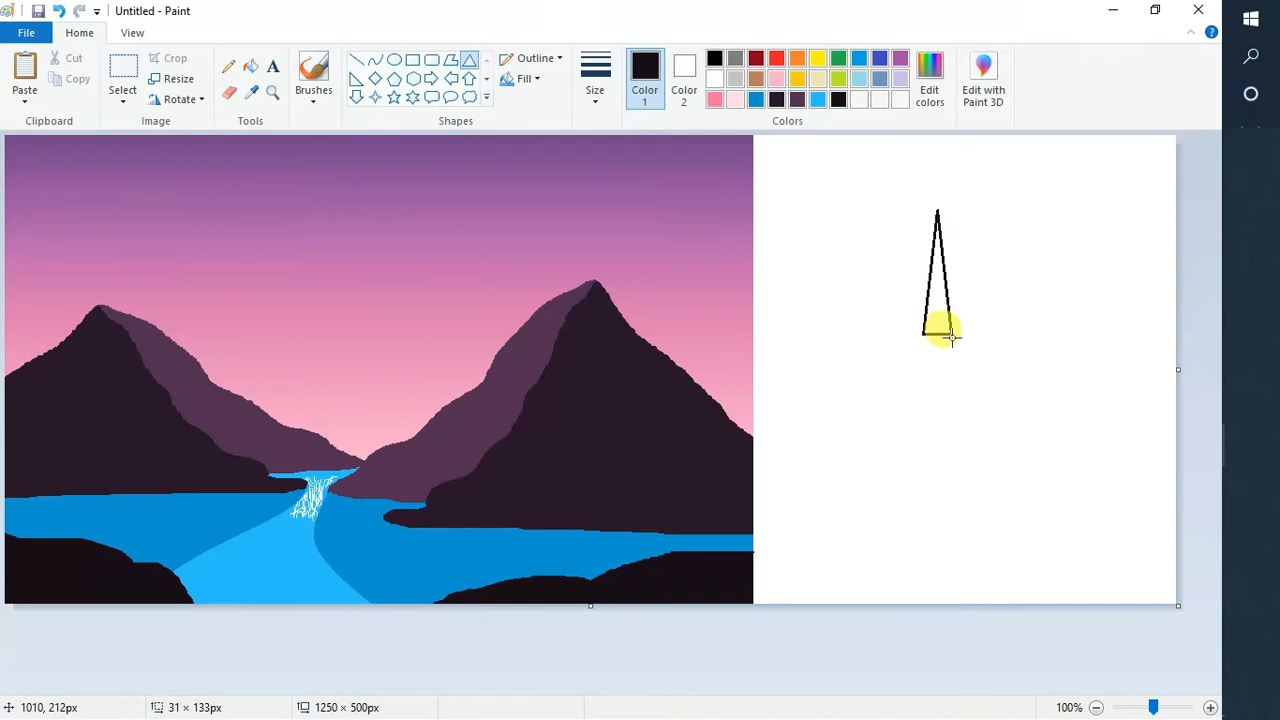 Untitled - Paint
File
Home
View
Paste
Cut
Copy
Clipboard
Select
Crop
Resize
Rotate
Image
A
Tools
Brushes
Shapes
Outline
Fill
Size
Color 1
Color 2
Colors
Edit colors
Edit with Paint 3D
1010, 212px
31 × 133px
1250 × 500px
100%